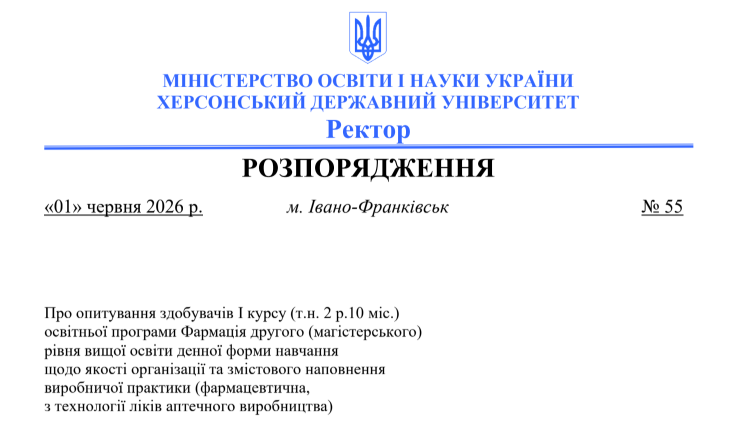 МІНІСТЕРСТВО ОСВІТИ І НАУКИ УКРАЇНИ
ХЕРСОНСЬКИЙ ДЕРЖАВНИЙ УНІВЕРСИТЕТ
Ректор
РОЗПОРЯДЖЕННЯ
«01» червня 2026 р. м. Івано-Франківськ № 55
Про опитування здобувачів І курсу (т.н. 2 р.10 міс.)
освітньої програми Фармація другого (магістерського)
рівня вищої освіти денної форми навчання
щодо якості організації та змістового наповнення
виробничої практики (фармацевтична,
з технології ліків аптечного виробництва)